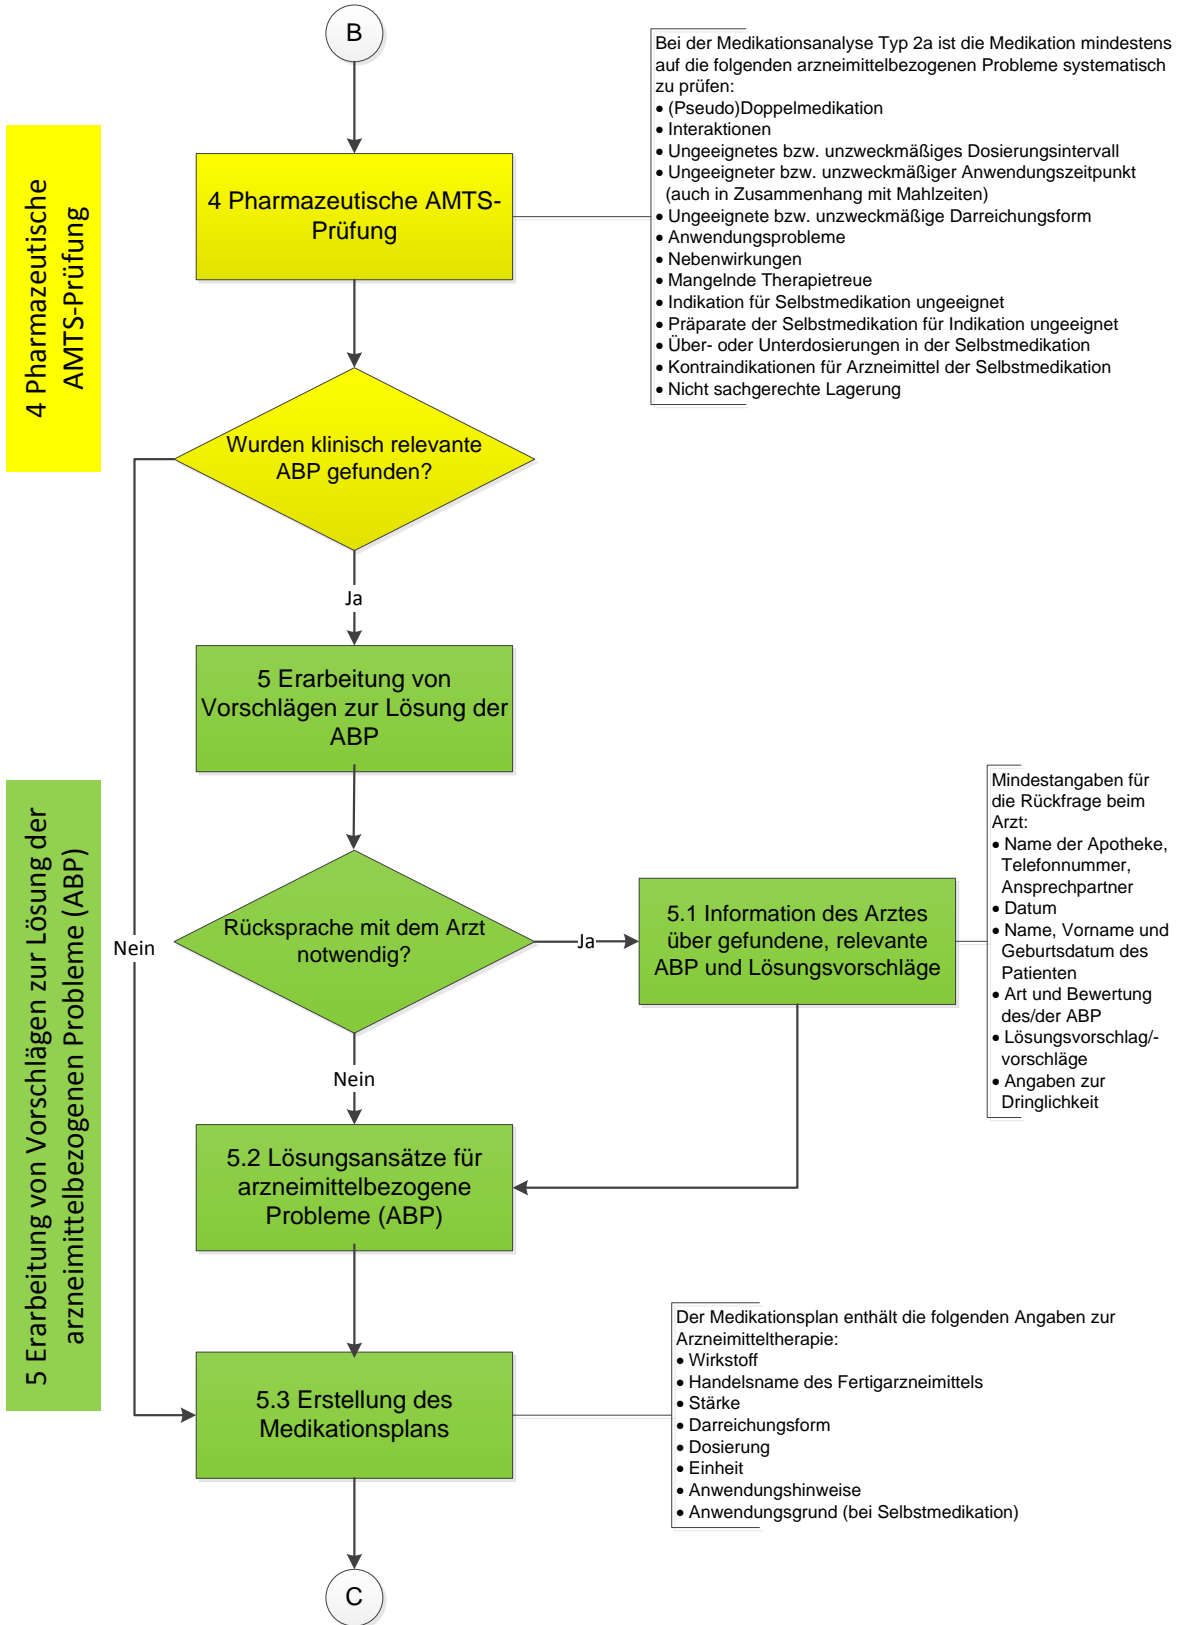 B
Bei der Medikationsanalyse Typ 2a ist die Medikation mindestens
auf die folgenden arzneimittelbezogenen Probleme systematisch
zu prüfen:
• (Pseudo)Doppelmedikation
• Interaktionen
• Ungeeignetes bzw. unzweckmäßiges Dosierungsintervall
• Ungeeigneter bzw. unzweckmäßiger Anwendungszeitpunkt
(auch in Zusammenhang mit Mahlzeiten)
• Ungeeignete bzw. unzweckmäßige Darreichungsform
• Anwendungsprobleme
• Nebenwirkungen
• Mangelnde Therapietreue
• Indikation für Selbstmedikation ungeeignet
• Präparate der Selbstmedikation für Indikation ungeeignet
• Über- oder Unterdosierungen in der Selbstmedikation
• Kontraindikationen für Arzneimittel der Selbstmedikation
• Nicht sachgerechte Lagerung
4 Pharmazeutische
AMTS-Prüfung
4 Pharmazeutische AMTS-
Prüfung
Wurden klinisch relevante
ABP gefunden?
Ja
5 Erarbeitung von
Vorschlägen zur Lösung der
ABP
5 Erarbeitung von Vorschlägen zur Lösung der
arzneimittelbezogenen Probleme (ABP)
Nein
Rücksprache mit dem Arzt
notwendig?
Ja
5.1 Information des Arztes
über gefundene, relevante
ABP und Lösungsvorschläge
Mindestangaben für
die Rückfrage beim
Arzt:
• Name der Apotheke,
Telefonnummer,
Ansprechpartner
• Datum
• Name, Vorname und
Geburtsdatum des
Patienten
• Art und Bewertung
des/der ABP
• Lösungsvorschlag/-
vorschläge
• Angaben zur
Dringlichkeit
Nein
5.2 Lösungsansätze für
arzneimittelbezogene
Probleme (ABP)
5.3 Erstellung des
Medikationsplans
Der Medikationsplan enthält die folgenden Angaben zur
Arzneimitteltherapie:
• Wirkstoff
• Handelsname des Fertigarzneimittels
• Stärke
• Darreichungsform
• Dosierung
• Einheit
• Anwendungshinweise
• Anwendungsgrund (bei Selbstmedikation)
C